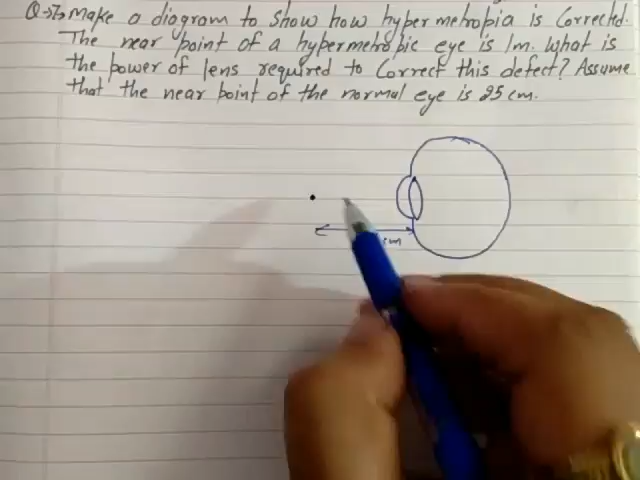 Q→7 Make a diagram to show how hypermetropia is Corrected.
The near point of a hypermetropic eye is 1m. What is
the power of lens required to Correct this defect? Assume
that the near point of the normal eye is 25 cm.
cm